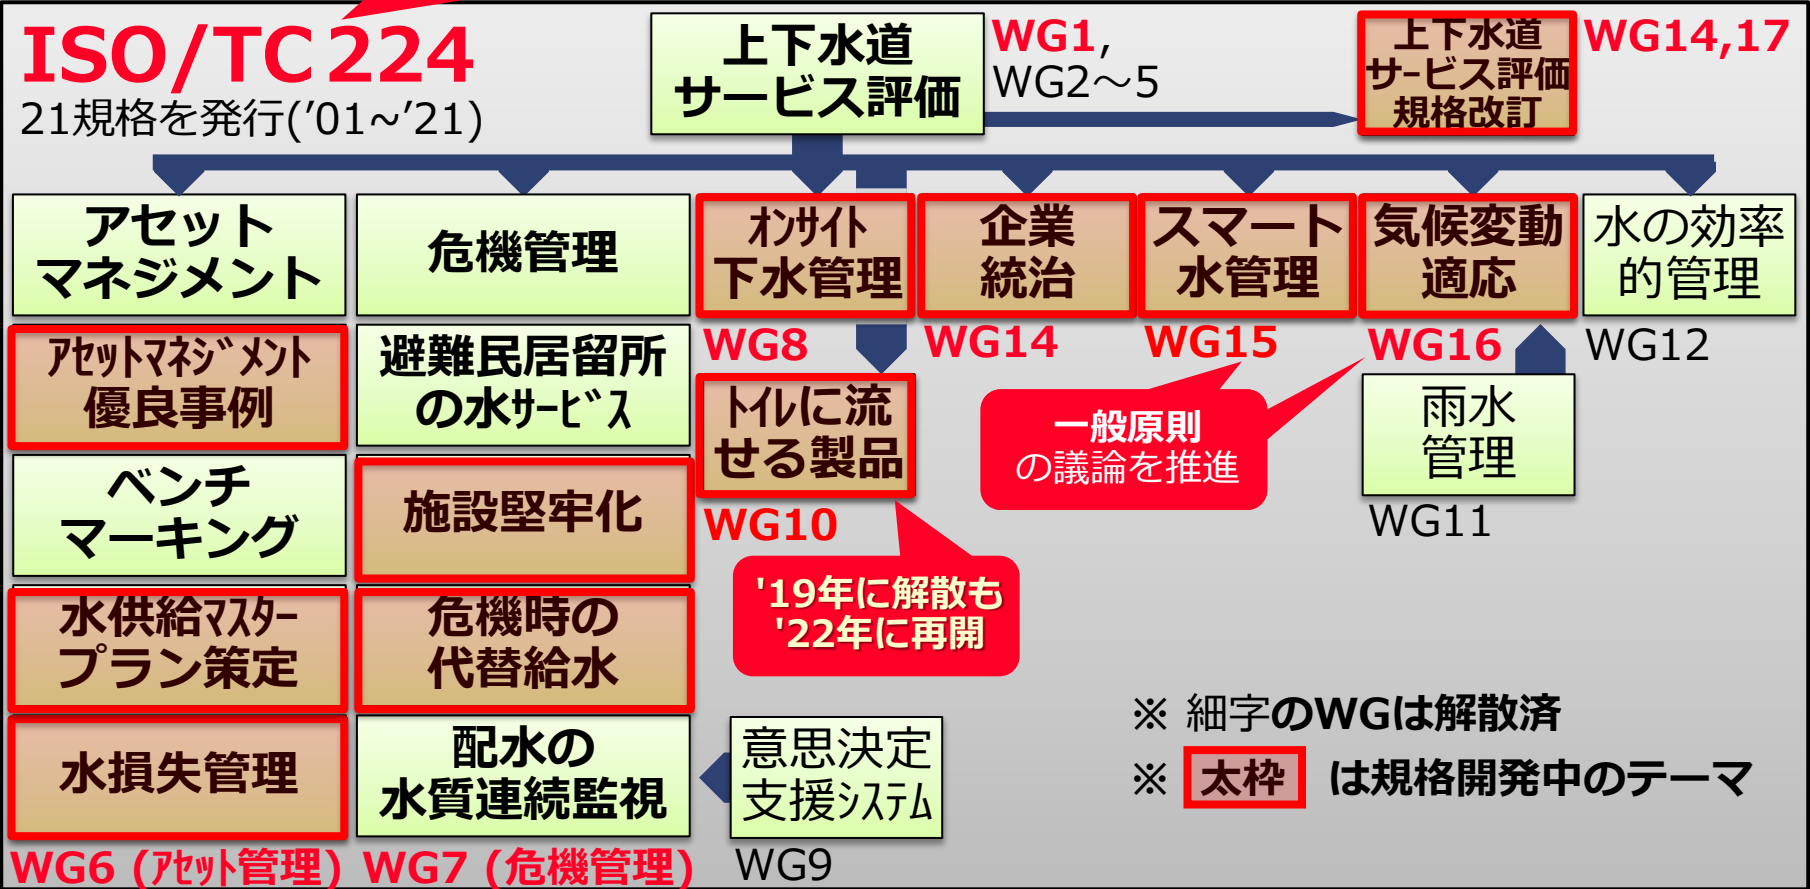 ISO/TC 224
21規格を発行('01~'21)
上下水道
サービス評価
WG1,
WG2～5
上下水道
サービス評価
規格改訂
WG14,17
アセット
マネジメント
危機管理
ｵﾝｻｲﾄ
下水管理
企業
統治
スマート
水管理
気候変動
適応
水の効率
的管理
WG8
WG14
WG15
WG16
WG12
ｱｾｯﾄﾏﾈｼﾞﾒﾝﾄ
優良事例
避難民居留所
の水ｻｰﾋﾞｽ
ﾄｲﾚに流
せる製品
一般原則
の議論を推進
雨水
管理
ベンチ
マーキング
施設堅牢化
WG10
WG11
'19年に解散も
'22年に再開
水供給ﾏｽﾀｰ
プラン策定
危機時の
代替給水
水損失管理
配水の
水質連続監視
意思決定
支援ｼｽﾃﾑ
※ 細字のWGは解散済
※ 太枠 は規格開発中のテーマ
WG6 (ｱｾｯﾄ管理)
WG7 (危機管理)
WG9